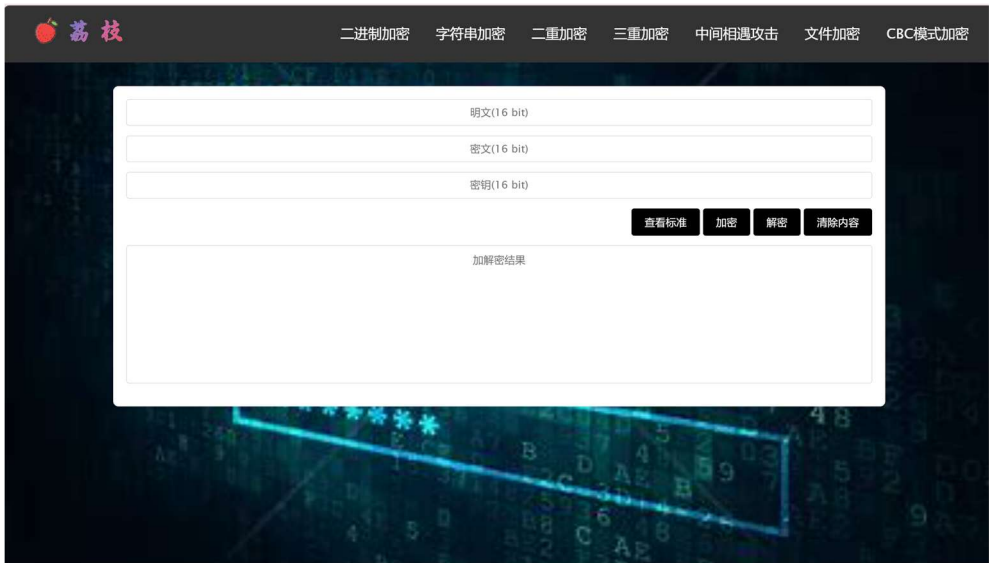 荔枝 二进制加密 字符串加密 二重加密 三重加密 中间相遇攻击 文件加密 CBC模式加密
明文(16 bit)
密文(16 bit)
密钥(16 bit)
查看标准 加密 解密 清除内容
加解密结果
*****